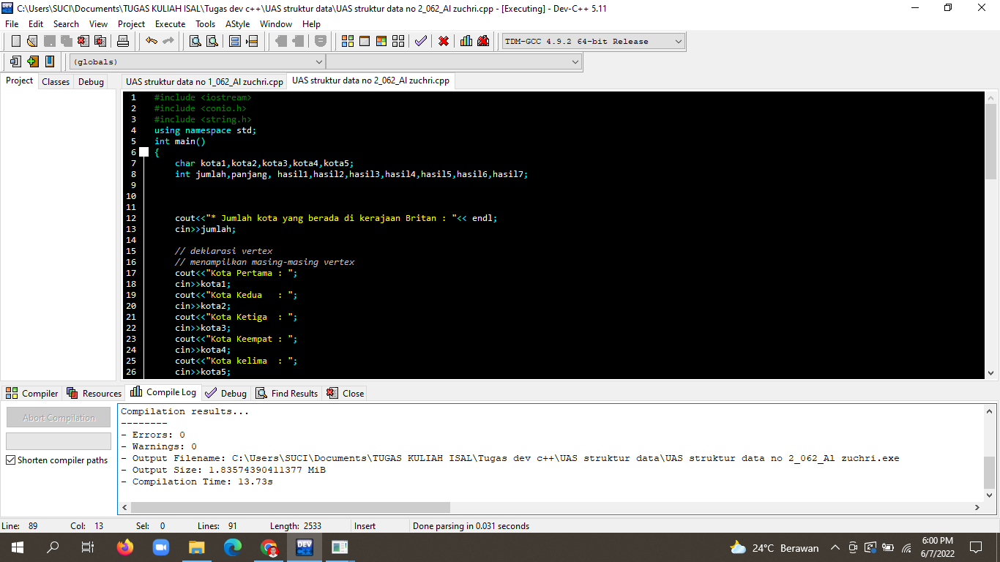 C:\Users\SUCI\Documents\TUGAS KULIAH ISAL\Tugas dev c++\UAS struktur data\UAS struktur data no 2_062_Al zuchri.cpp - [Executing] - Dev-C++ 5.11
File Edit Search View Project Execute Tools AStyle Window Help
TDM-GCC 4.9.2 64-bit Release
(globals)
Project Classes Debug UAS struktur data no 1_062_Al zuchri.cpp UAS struktur data no 2_062_Al zuchri.cpp
1 #include <iostream>
2 #include <conio.h>
3 #include <string.h>
4 using namespace std;
5 int main()
6 {
7 char kota1,kota2,kota3,kota4,kota5;
8 int jumlah,panjang, hasil1,hasil2,hasil3,hasil4,hasil5,hasil6,hasil7;
9
10
11
12 cout<<"* Jumlah kota yang berada di kerajaan Britan : "<< endl;
13 cin>>jumlah;
14
15 // deklarasi vertex
16 // menampilkan masing-masing vertex
17 cout<<"Kota Pertama : ";
18 cin>>kota1;
19 cout<<"Kota Kedua   : ";
20 cin>>kota2;
21 cout<<"Kota Ketiga  : ";
22 cin>>kota3;
23 cout<<"Kota Keempat : ";
24 cin>>kota4;
25 cout<<"Kota kelima  : ";
26 cin>>kota5;
Compiler Resources Compile Log Debug Find Results Close
Abort Compilation
Shorten compiler paths
Compilation results...
--------
- Errors: 0
- Warnings: 0
- Output Filename: C:\Users\SUCI\Documents\TUGAS KULIAH ISAL\Tugas dev c++\UAS struktur data\UAS struktur data no 2_062_Al zuchri.exe
- Output Size: 1.83574390411377 MiB
- Compilation Time: 13.73s
Line: 89 Col: 13 Sel: 0 Lines: 91 Length: 2533 Insert Done parsing in 0.031 seconds
DEV
24°C Berawan
6:00 PM
6/7/2022